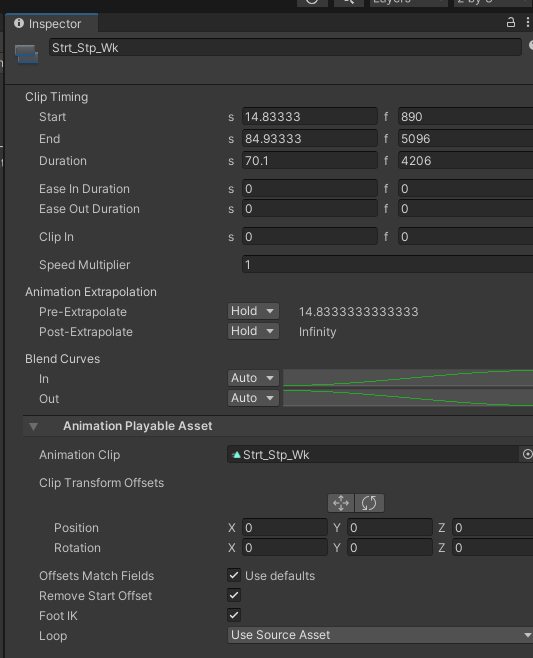 Layers
2 by 3
Inspector
Strt_Stp_Wk
Clip Timing
Start s 14.83333 f 890
End s 84.93333 f 5096
Duration s 70.1 f 4206
Ease In Duration s 0 f 0
Ease Out Duration s 0 f 0
Clip In s 0 f 0
Speed Multiplier 1
Animation Extrapolation
Pre-Extrapolate Hold 14.8333333333333
Post-Extrapolate Hold Infinity
Blend Curves
In Auto
Out Auto
Animation Playable Asset
Animation Clip Strt_Stp_Wk
Clip Transform Offsets
Position X 0 Y 0 Z 0
Rotation X 0 Y 0 Z 0
Offsets Match Fields Use defaults
Remove Start Offset
Foot IK
Loop Use Source Asset